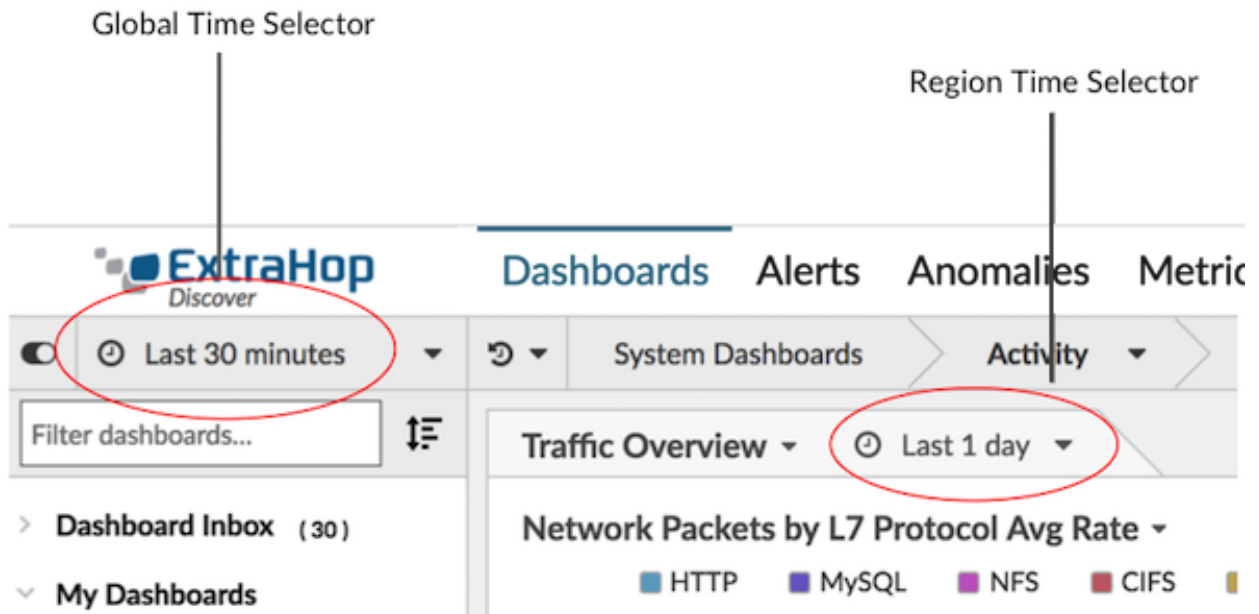 Global Time Selector
Region Time Selector
ExtraHop
Discover
Dashboards Alerts Anomalies
Last 30 minutes
System Dashboards
Activity
Filter dashboards...
Traffic Overview
Last 1 day
Dashboard Inbox (30)
Network Packets by L7 Protocol Avg Rate
HTTP MySQL NFS CIFS
My Dashboards